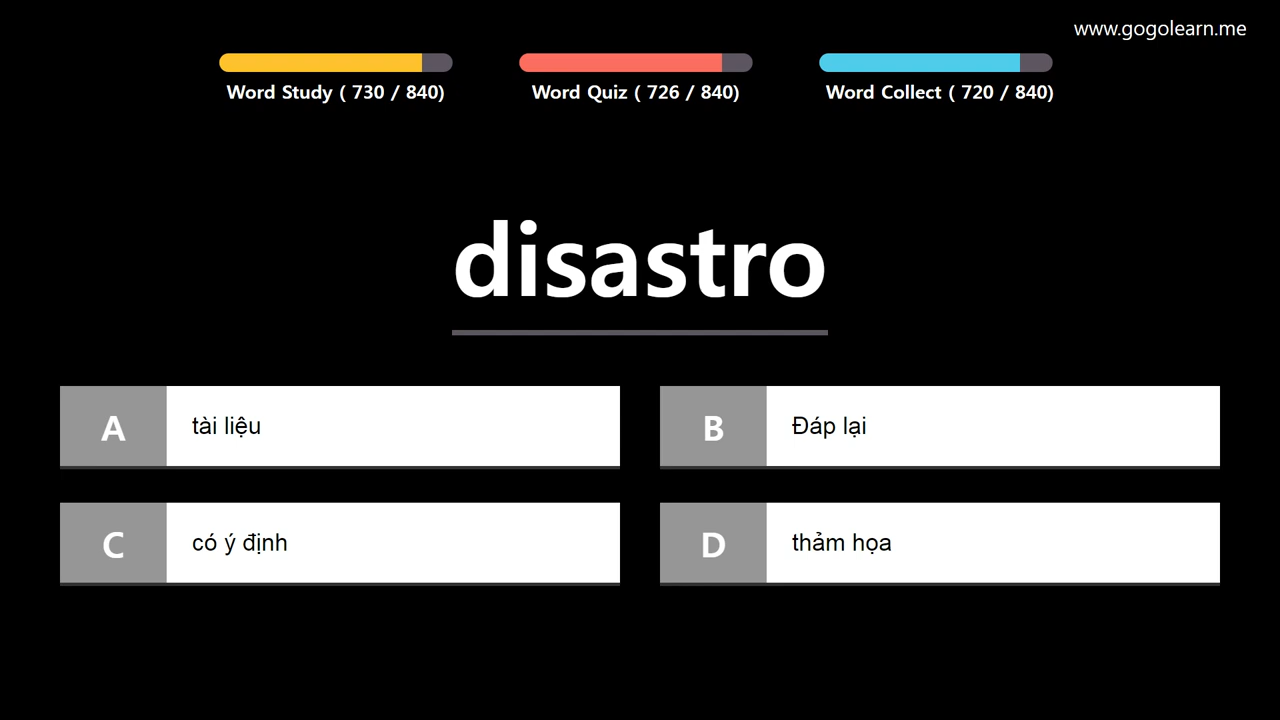 www.gogolearn.me
Word Study ( 730 / 840)
Word Quiz ( 726 / 840)
Word Collect ( 720 / 840)
disastro
A
tài liệu
B
Đáp lại
C
có ý định
D
thảm họa